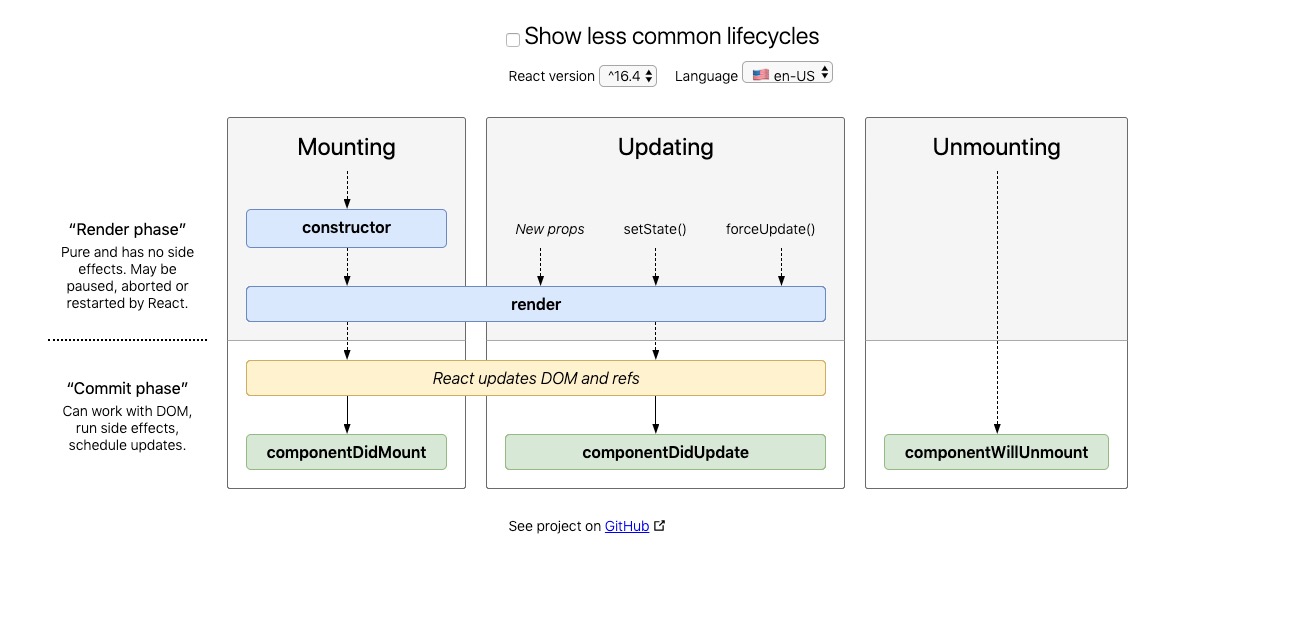 Show less common lifecycles
React version ^16.4 Language en-US
Mounting
Updating
Unmounting
“Render phase”
Pure and has no side
effects. May be
paused, aborted or
restarted by React.
constructor
New props setState() forceUpdate()
render
“Commit phase”
Can work with DOM,
run side effects,
schedule updates.
React updates DOM and refs
componentDidMount
componentDidUpdate
componentWillUnmount
See project on GitHub